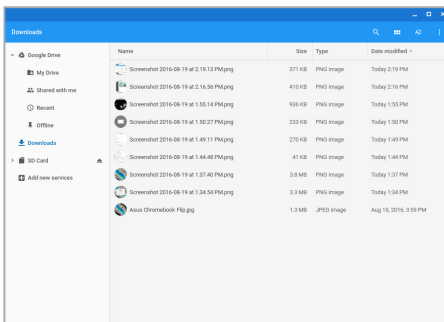 Downloads
Name Size Type Date modified
Google Drive
My Drive
Shared with me
Recent
Offline
Downloads
SD Card
Add new services
Screenshot 2016-08-19 at 2.19.13 PM.png 371 KB PNG image Today 2:19 PM
Screenshot 2016-08-19 at 2.16.56 PM.png 410 KB PNG image Today 2:16 PM
Screenshot 2016-08-19 at 1.55.14 PM.png 936 KB PNG image Today 1:55 PM
Screenshot 2016-08-19 at 1.50.27 PM.png 233 KB PNG image Today 1:50 PM
Screenshot 2016-08-19 at 1.49.11 PM.png 270 KB PNG image Today 1:49 PM
Screenshot 2016-08-19 at 1.44.48 PM.png 41 KB PNG image Today 1:44 PM
Screenshot 2016-08-19 at 1.37.40 PM.png 3.8 MB PNG image Today 1:37 PM
Screenshot 2016-08-19 at 1.34.54 PM.png 3.3 MB PNG image Today 1:34 PM
Asus Chromebook Flip.jpg 1.3 MB JPEG image Aug 15, 2016, 3:59 PM